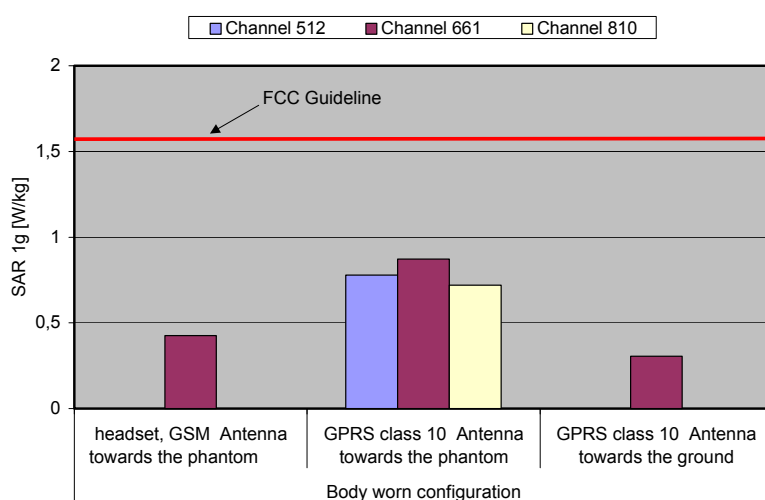 Channel 512 Channel 661 Channel 810
2
FCC Guideline
1,5
SAR 1g [W/kg]
1
0,5
0
headset, GSM Antenna towards the phantom
GPRS class 10 Antenna towards the phantom
GPRS class 10 Antenna towards the ground
Body worn configuration